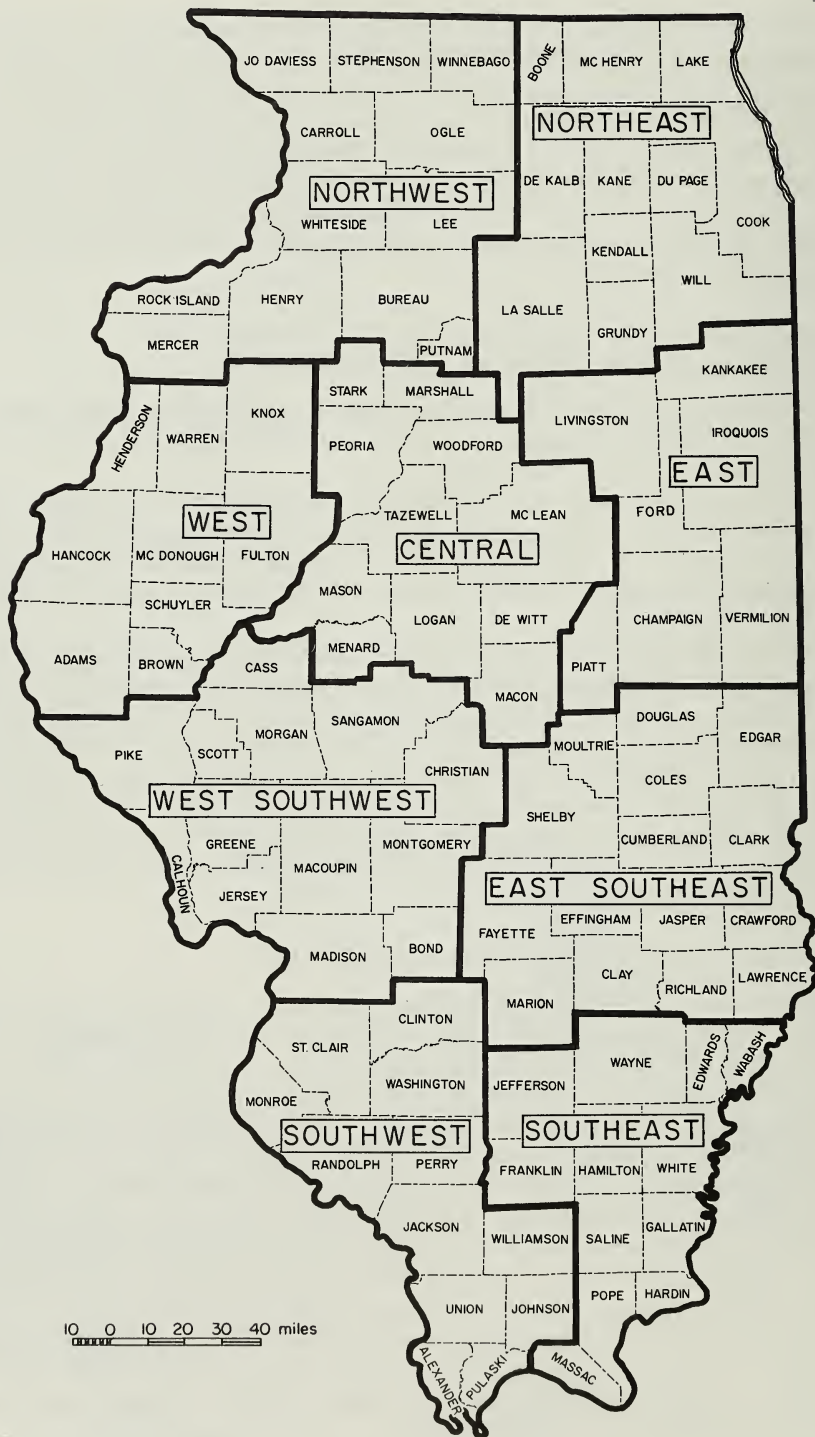 JO DAVIESS STEPHENSON WINNEBAGO BOONE MC HENRY LAKE
CARROLL OGLE
NORTHEAST
NORTHWEST
DE KALB KANE DU PAGE
WHITESIDE LEE COOK
KENDALL
WILL
ROCK ISLAND HENRY BUREAU LA SALLE
GRUNDY
MERCER
PUTNAM
STARK MARSHALL KANKAKEE
HENDERSON WARREN KNOX LIVINGSTON
PEORIA WOODFORD IROQUOIS
EAST
WEST TAZEWELL MC LEAN FORD
CENTRAL
HANCOCK MC DONOUGH FULTON
MASON
SCHUYLER
LOGAN DE WITT CHAMPAIGN VERMILION
MENARD
ADAMS BROWN CASS PIATT
MACON
DOUGLAS
SANGAMON
MORGAN EDGAR
PIKE SCOTT MOULTRIE
CHRISTIAN COLES
WEST SOUTHWEST
SHELBY
CUMBERLAND CLARK
GREENE MONTGOMERY
MACOUPIN
CALHOUN JERSEY
EAST SOUTHEAST
EFFINGHAM JASPER CRAWFORD
FAYETTE
MADISON BOND
CLAY LAWRENCE
RICHLAND
MARION
CLINTON
ST. CLAIR
WAYNE EDWARDS WABASH
WASHINGTON JEFFERSON
MONROE
SOUTHWEST SOUTHEAST
RANDOLPH PERRY FRANKLIN HAMILTON WHITE
JACKSON WILLIAMSON SALINE GALLATIN
POPE HARDIN
UNION JOHNSON
10 0 10 20 30 40 miles
ALEXANDER PULASKI MASSAC